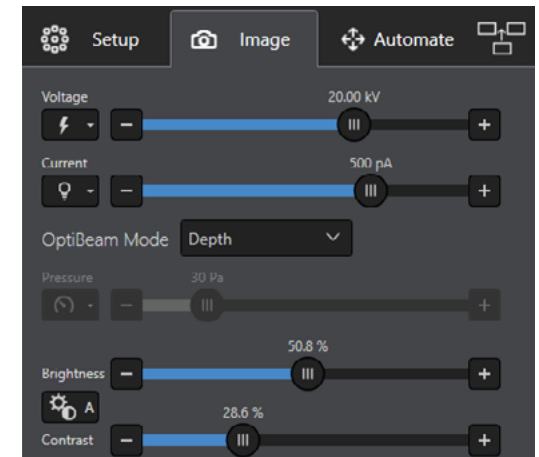 Setup Image Automate
Voltage 20.00 kV
Current 500 pA
OptiBeam Mode Depth
Pressure 30 Pa
50.8 %
Brightness
A
28.6 %
Contrast